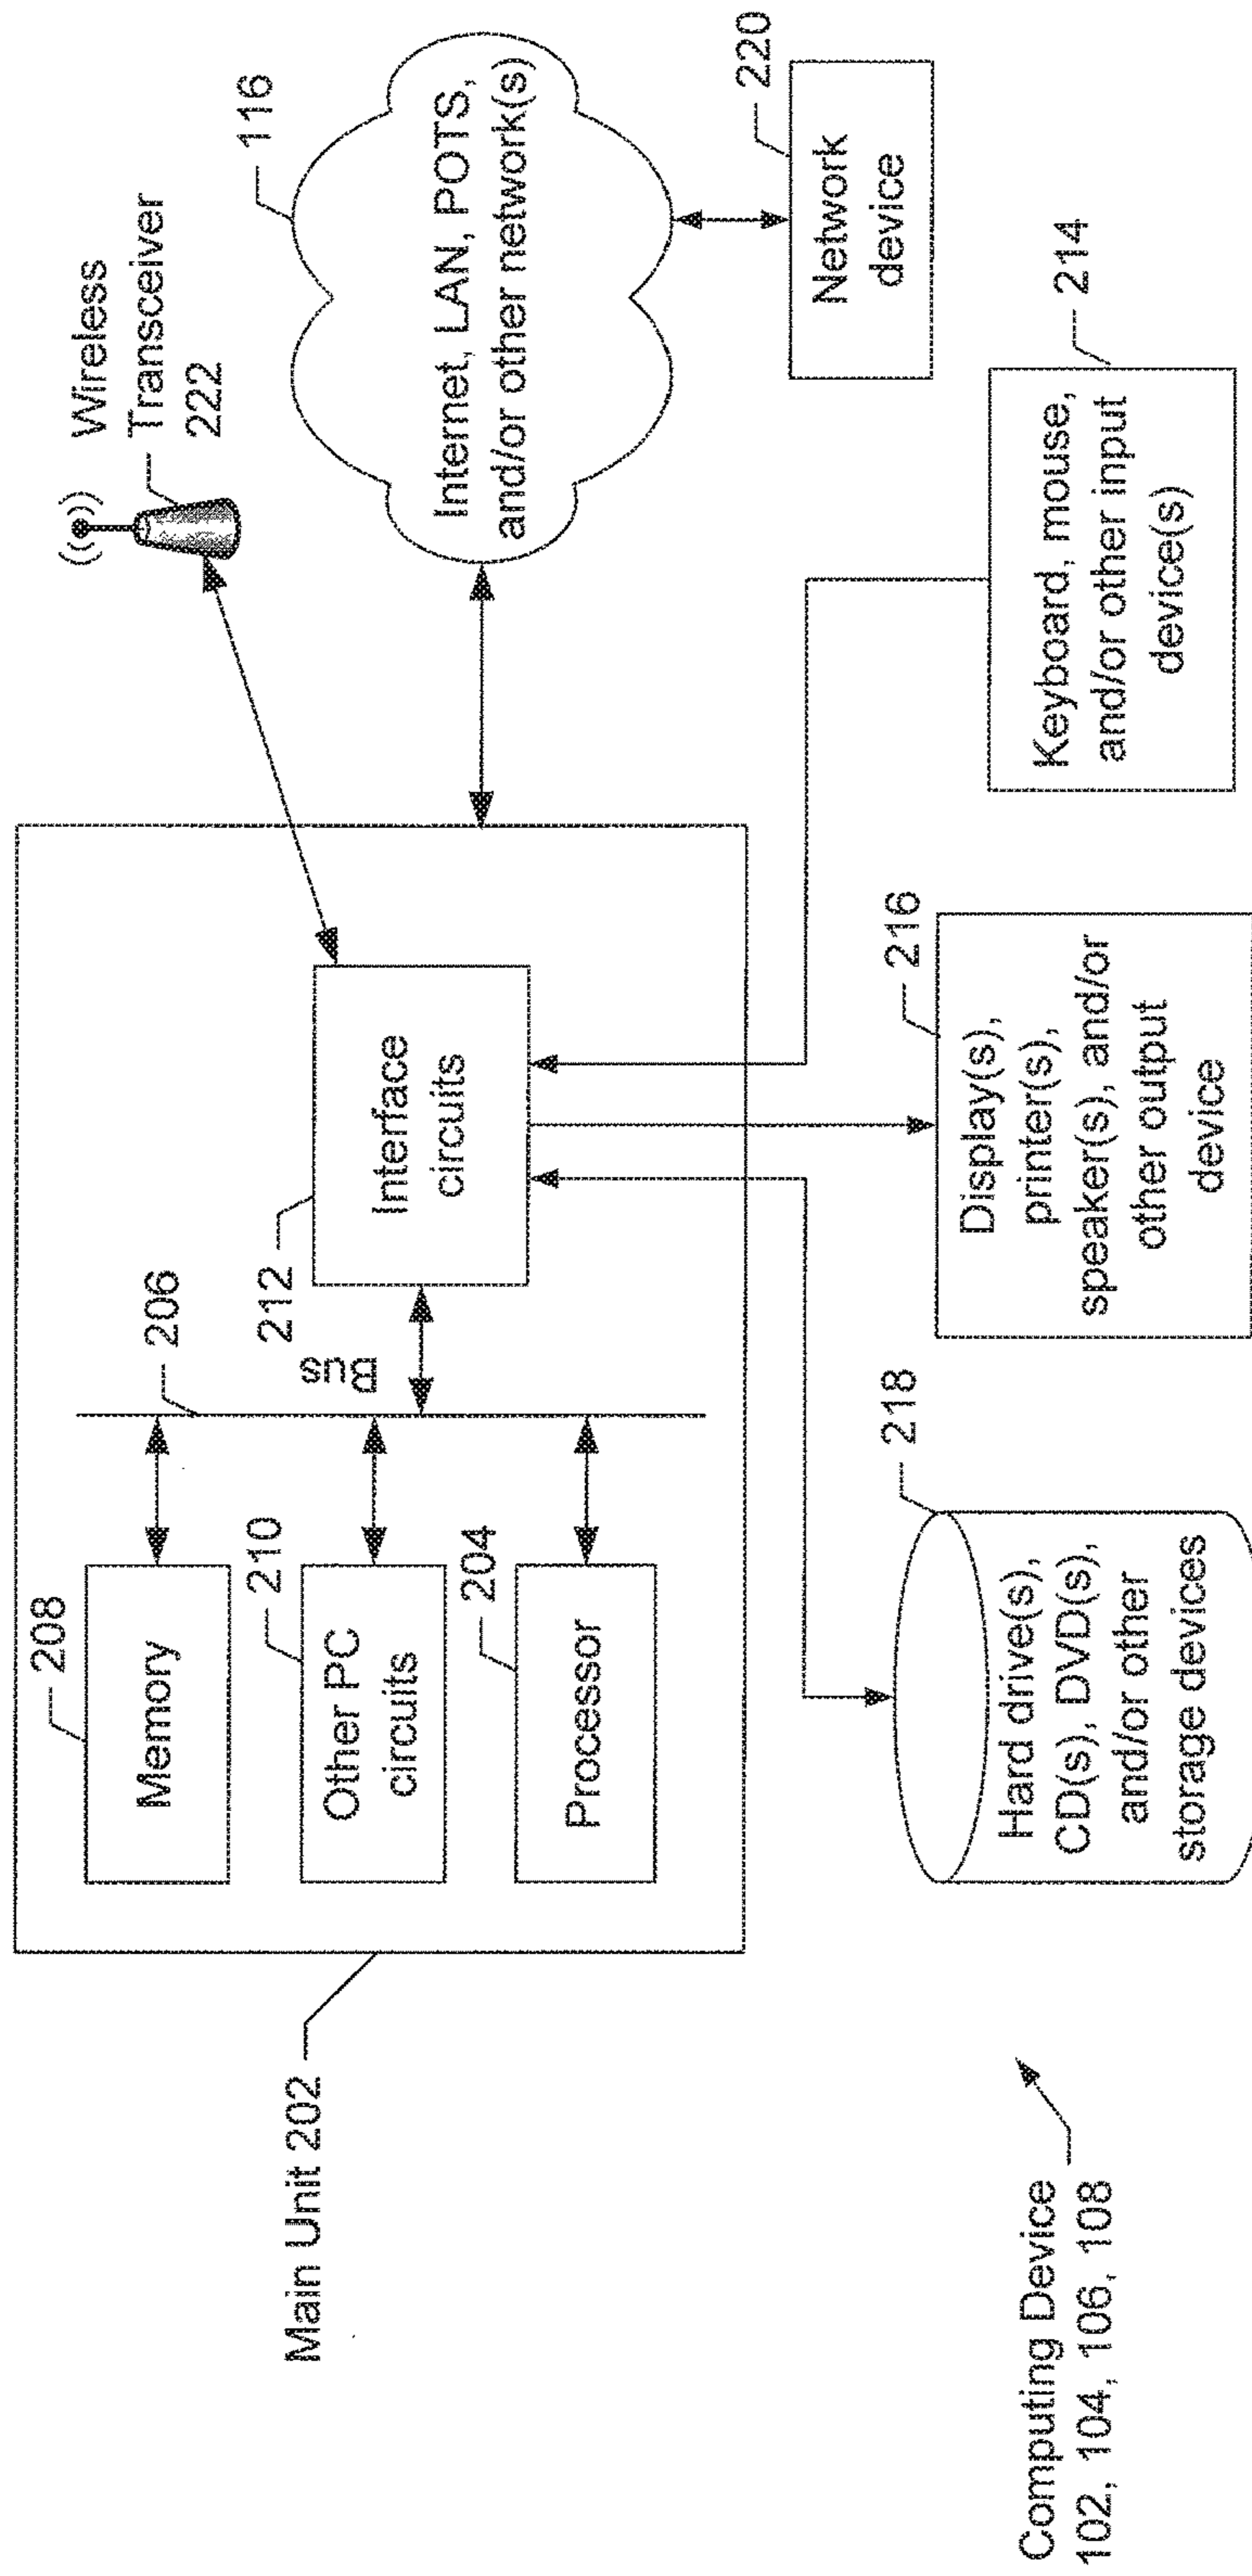 Main Unit 202
208
Memory
210
Other PC
circuits
204
Processor
206
Bus
212
Interface
circuits
Wireless
Transceiver
222
116
Internet, LAN, POTS,
and/or other network(s)
220
Network
device
218
Hard drive(s),
CD(s), DVD(s),
and/or other
storage devices
216
Display(s),
printer(s),
speaker(s), and/or
other output
device
214
Keyboard, mouse,
and/or other input
device(s)
Computing Device
102, 104, 106, 108